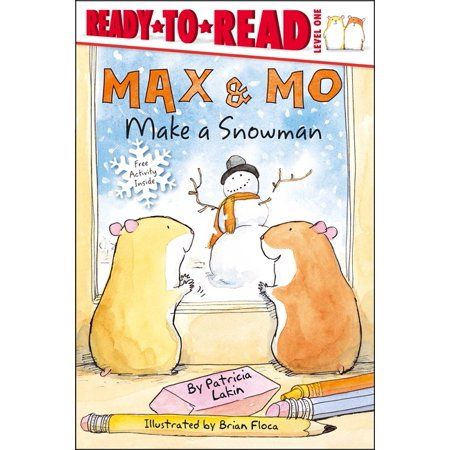 READY★TO★READ
LEVEL ONE
MAX & MO
Make a Snowman
Free
Activity
Inside
By Patricia
Lakin
Illustrated by Brian Floca